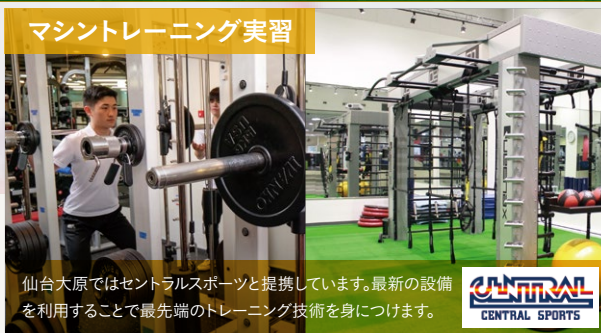 マシントレーニング実習
IVANKO
仙台大原ではセントラルスポーツと提携しています。最新の設備
を利用することで最先端のトレーニング技術を身につけます。
CENTRAL
CENTRAL SPORTS